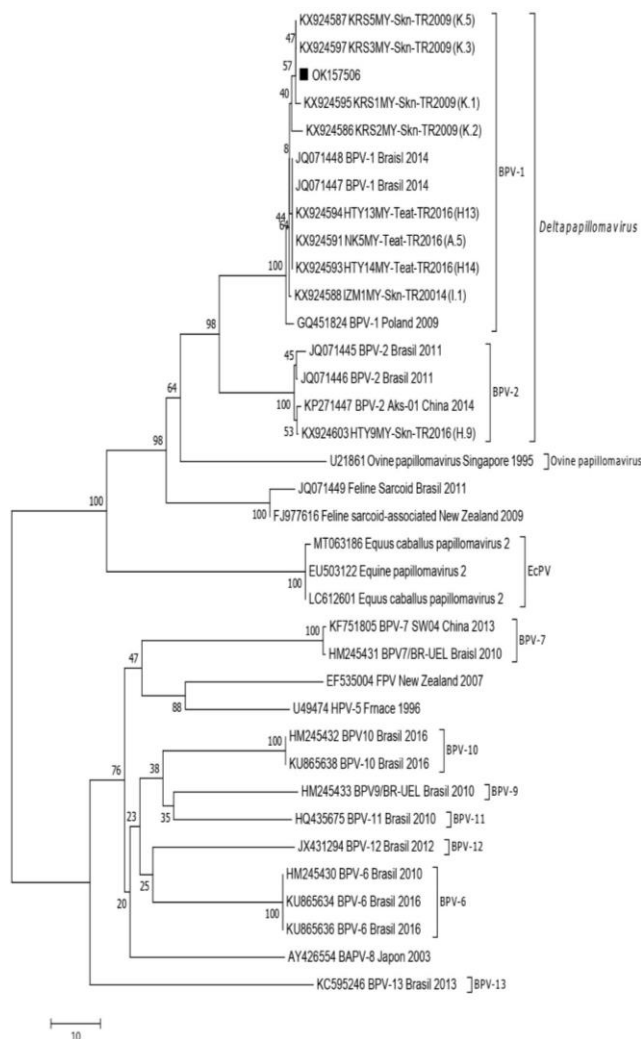 KX924587 KRS5MY-Skn-TR2009 (K.5)
47
KX924597 KRS3MY-Skn-TR2009 (K.3)
57
OK157506
40
KX924595 KRS1MY-Skn-TR2009 (K.1)
KX924586 KRS2MY-Skn-TR2009 (K.2)
8
JQ071448 BPV-1 Braisl 2014
BPV-1
JQ071447 BPV-1 Brasil 2014
44
KX924594 HTY13MY-Teat-TR2016 (H13)
64
Deltapapillomavirus
KX924591 NK5MY-Teat-TR2016 (A.5)
100
KX924593 HTY14MY-Teat-TR2016 (H14)
KX924588 IZM1MY-Skn-TR20014 (I.1)
98
GQ451824 BPV-1 Poland 2009
45
JQ071445 BPV-2 Brasil 2011
JQ071446 BPV-2 Brasil 2011
64
BPV-2
100
KP271447 BPV-2 Aks-01 China 2014
53
KX924603 HTY9MY-Skn-TR2016 (H.9)
98
U21861 Ovine papillomavirus Singapore 1995
Ovine papillomavirus
JQ071449 Feline Sarcoid Brasil 2011
100
100
FJ977616 Feline sarcoid-associated New Zealand 2009
MT063186 Equus caballus papillomavirus 2
100
EU503122 Equine papillomavirus 2
EcPV
LC612601 Equus caballus papillomavirus 2
100
KF751805 BPV-7 SW04 China 2013
BPV-7
47
HM245431 BPV7/BR-UEL Braisl 2010
EF535004 FPV New Zealand 2007
88
U49474 HPV-5 Frnace 1996
100
HM245432 BPV10 Brasil 2016
BPV-10
76
38
KU865638 BPV-10 Brasil 2016
HM245433 BPV9/BR-UEL Brasil 2010
BPV-9
23
35
HQ435675 BPV-11 Brasil 2010
BPV-11
JX431294 BPV-12 Brasil 2012
BPV-12
25
HM245430 BPV-6 Brasil 2010
20
100
KU865634 BPV-6 Brasil 2016
BPV-6
KU865636 BPV-6 Brasil 2016
AY426554 BAPV-8 Japon 2003
KC595246 BPV-13 Brasil 2013
BPV-13
10